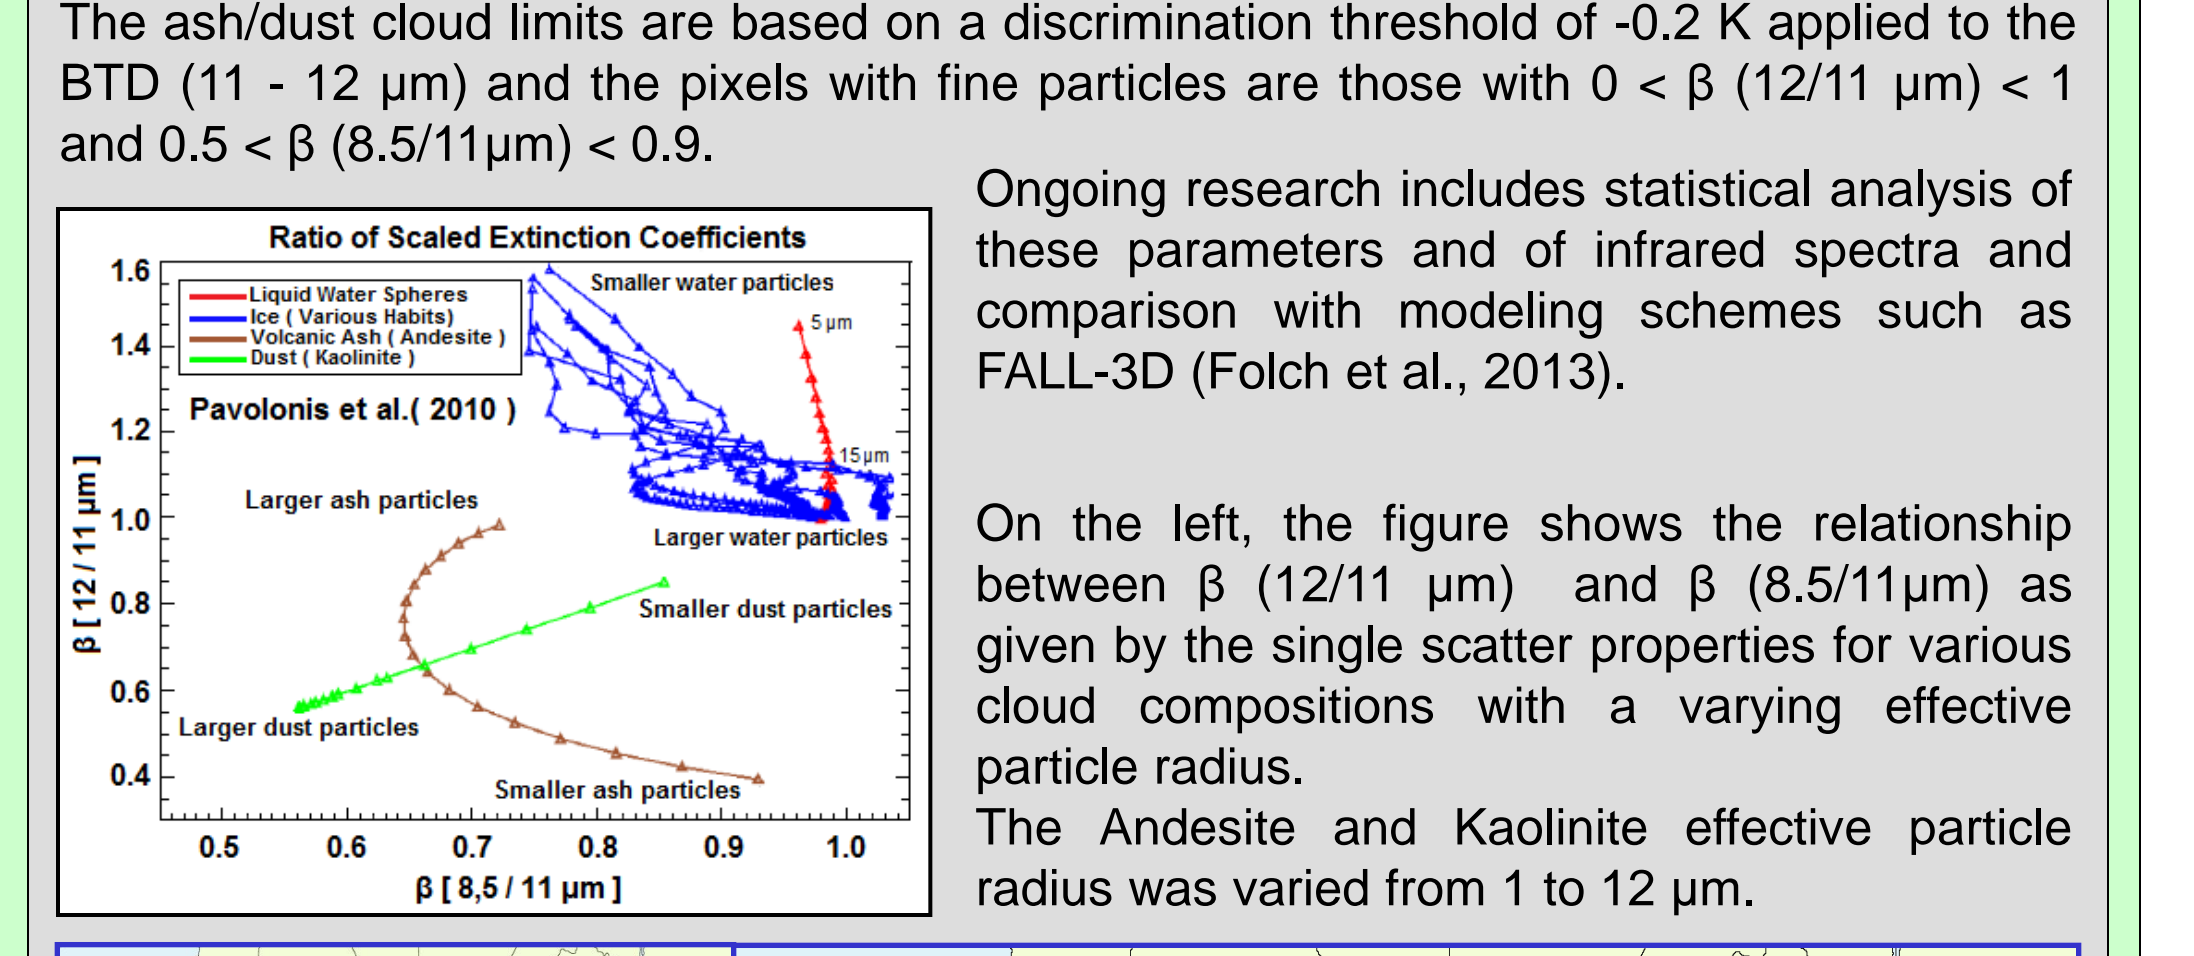 The ash/dust cloud limits are based on a discrimination threshold of -0.2 K applied to the
BTD (11 - 12 µm) and the pixels with fine particles are those with 0 < β (12/11 µm) < 1
and 0.5 < β (8.5/11µm) < 0.9.
Ratio of Scaled Extinction Coefficients
1.6
1.4
1.2
1.0
0.8
0.6
0.4
β [ 12 / 11 µm ]
Liquid Water Spheres
Ice ( Various Habits)
Volcanic Ash ( Andesite )
Dust ( Kaolinite )
Pavolonis et al.( 2010 )
Smaller water particles
5 µm
15 µm
Larger ash particles
Larger water particles
Smaller dust particles
Larger dust particles
Smaller ash particles
0.5 0.6 0.7 0.8 0.9 1.0
β [ 8,5 / 11 µm ]
Ongoing research includes statistical analysis of
these parameters and of infrared spectra and
comparison with modeling schemes such as
FALL-3D (Folch et al., 2013).
On the left, the figure shows the relationship
between β (12/11 µm) and β (8.5/11µm) as
given by the single scatter properties for various
cloud compositions with a varying effective
particle radius.
The Andesite and Kaolinite effective particle
radius was varied from 1 to 12 µm.